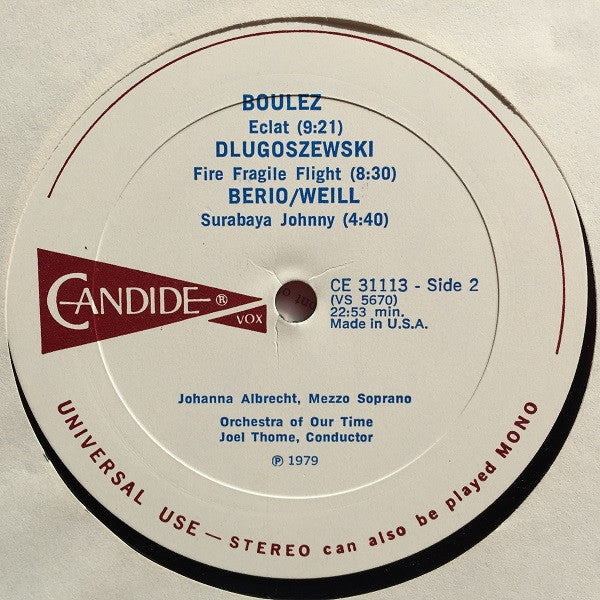 BOULEZ
Eclat (9:21)
DLUGOSZEWSKI
Fire Fragile Flight (8:30)
BERIO/WEILL
Surabaya Johnny (4:40)
CANDIDE ®
VOX
CE 31113 - Side 2
(VS 5670)
22:53 min.
Made in U.S.A.
Johanna Albrecht, Mezzo Soprano
Orchestra of Our Time
Joel Thome, Conductor
℗ 1979
UNIVERSAL USE — STEREO can also be played MONO